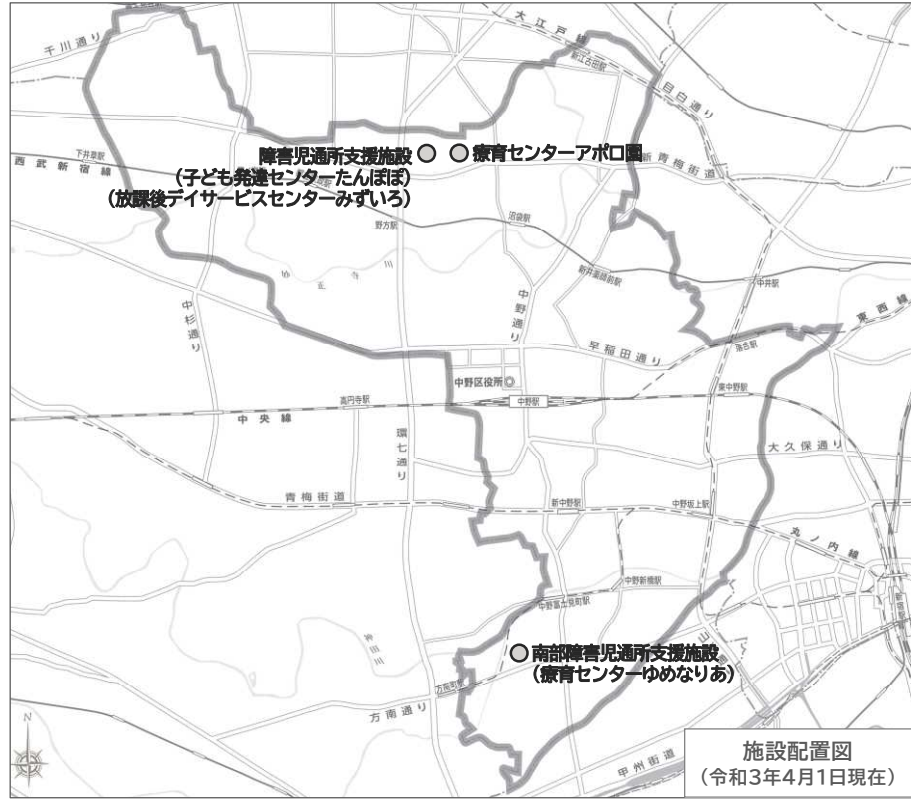 千川通り
大江戸線
新江古田駅
目白通り
下井草駅
西武新宿線
障害児通所支援施設
(子ども発達センターたんぽぽ)
(放課後デイサービスセンターみずいろ)
療育センターアポロ園
新青梅街道
野方駅
沼袋駅
妙正寺川
新井薬師前駅
中井駅
中杉通り
中野通り
早稲田通り
落合駅
東西線
中野区役所
高円寺駅
中央線
中野駅
東中野駅
環七通り
大久保通り
青梅街道
新中野駅
中野坂上駅
丸ノ内線
中野新橋駅
中野富士見町駅
南部障害児通所支援施設
(療育センターゆめなりあ)
方南町駅
方南通り
甲州街道
N
施設配置図
(令和3年4月1日現在)